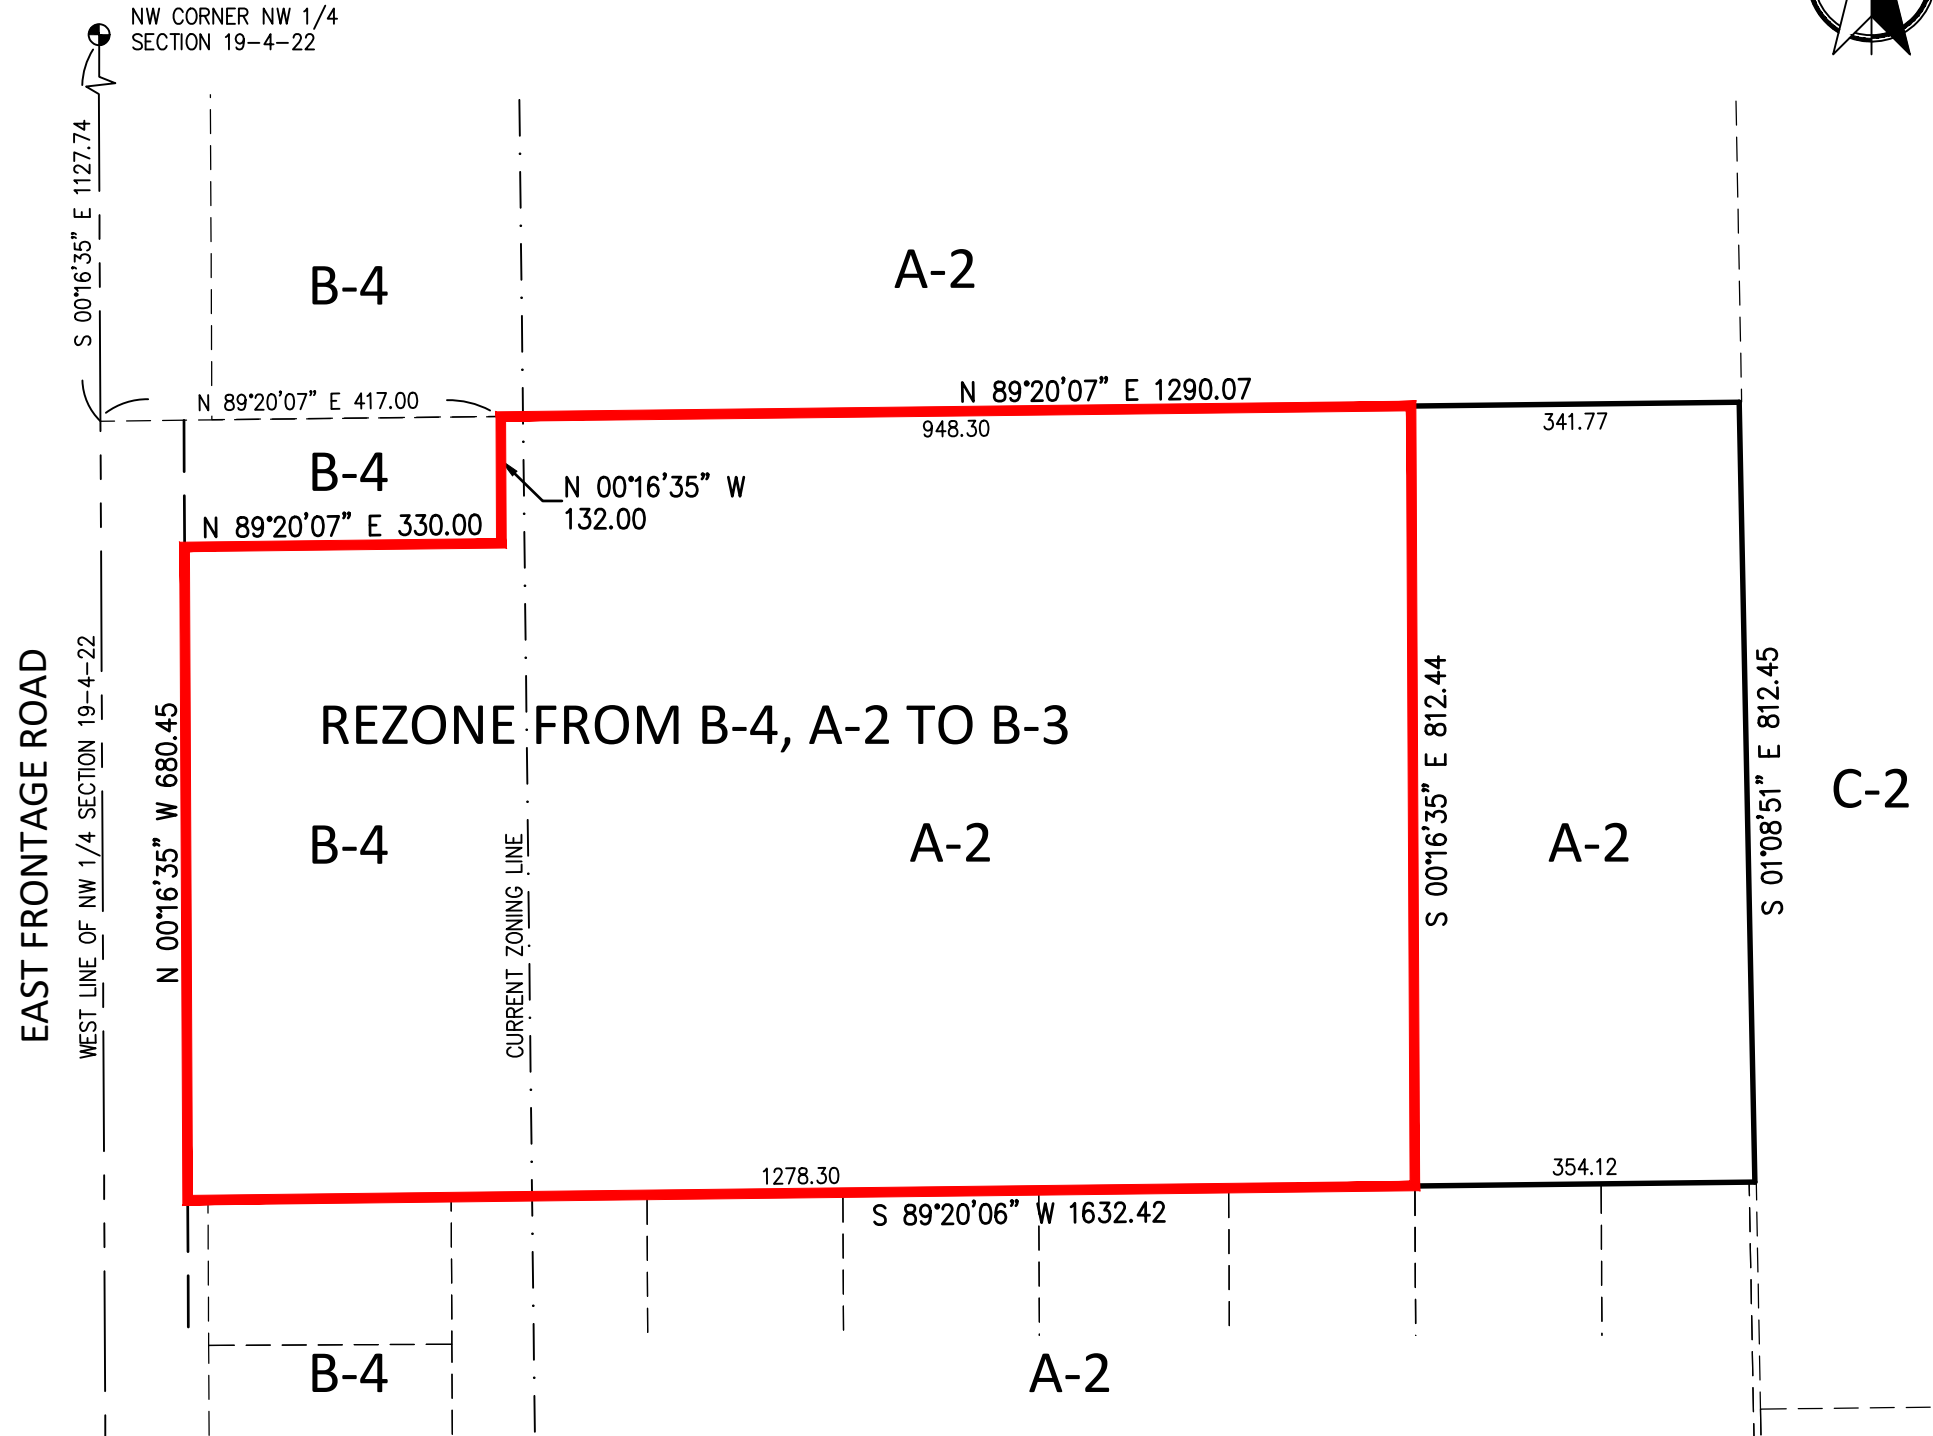 NW CORNER NW 1/4
SECTION 19-4-22
S 00°16'35" E 1127.74
B-4
A-2
N 89°20'07" E 417.00
N 89°20'07" E 1290.07
948.30
341.77
B-4
N 00°16'35" W
132.00
N 89°20'07" E 330.00
EAST FRONTAGE ROAD
WEST LINE OF NW 1/4 SECTION 19-4-22
N 00°16'35" W 680.45
REZONE FROM B-4, A-2 TO B-3
S 00°16'35" E 812.44
S 01°08'51" E 812.45
C-2
B-4
CURRENT ZONING LINE
A-2
A-2
1278.30
354.12
S 89°20'06" W 1632.42
B-4
A-2